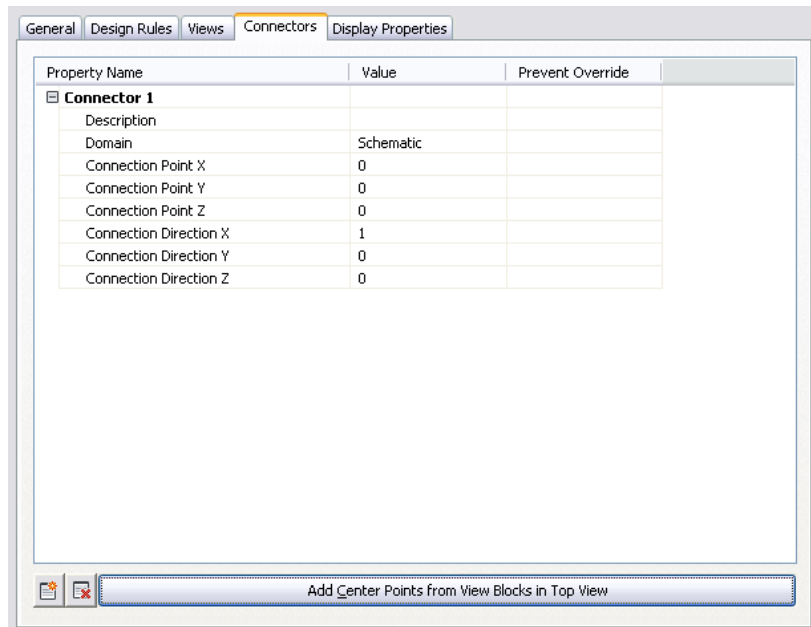 General Design Rules Views Connectors Display Properties
Property Name Value Prevent Override
Connector 1
Description
Domain Schematic
Connection Point X 0
Connection Point Y 0
Connection Point Z 0
Connection Direction X 1
Connection Direction Y 0
Connection Direction Z 0
Add Center Points from View Blocks in Top View